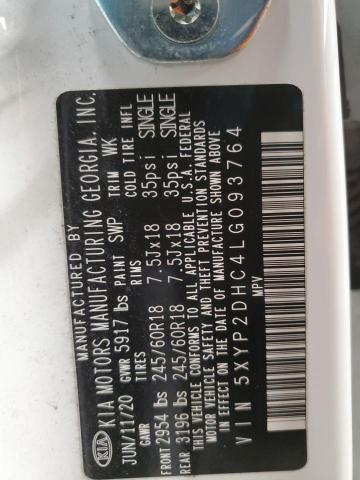 KIA
MANUFACTURED BY
KIA MOTORS MANUFACTURING GEORGIA, INC.
JUN/11/20 GVWR 5917 lbs PAINT SWP TRIM WK
GAWR TIRES RIMS COLD TIRE INFL
FRONT 2954 lbs 245/60R18 7.5Jx18 35psi SINGLE
REAR 3196 lbs 245/60R18 7.5Jx18 35psi SINGLE
THIS VEHICLE CONFORMS TO ALL APPLICABLE U.S.A. FEDERAL
MOTOR VEHICLE SAFETY AND THEFT PREVENTION STANDARDS
IN EFFECT ON THE DATE OF MANUFACTURE SHOWN ABOVE.
VIN 5XYP2DHC4LG093764
MPV